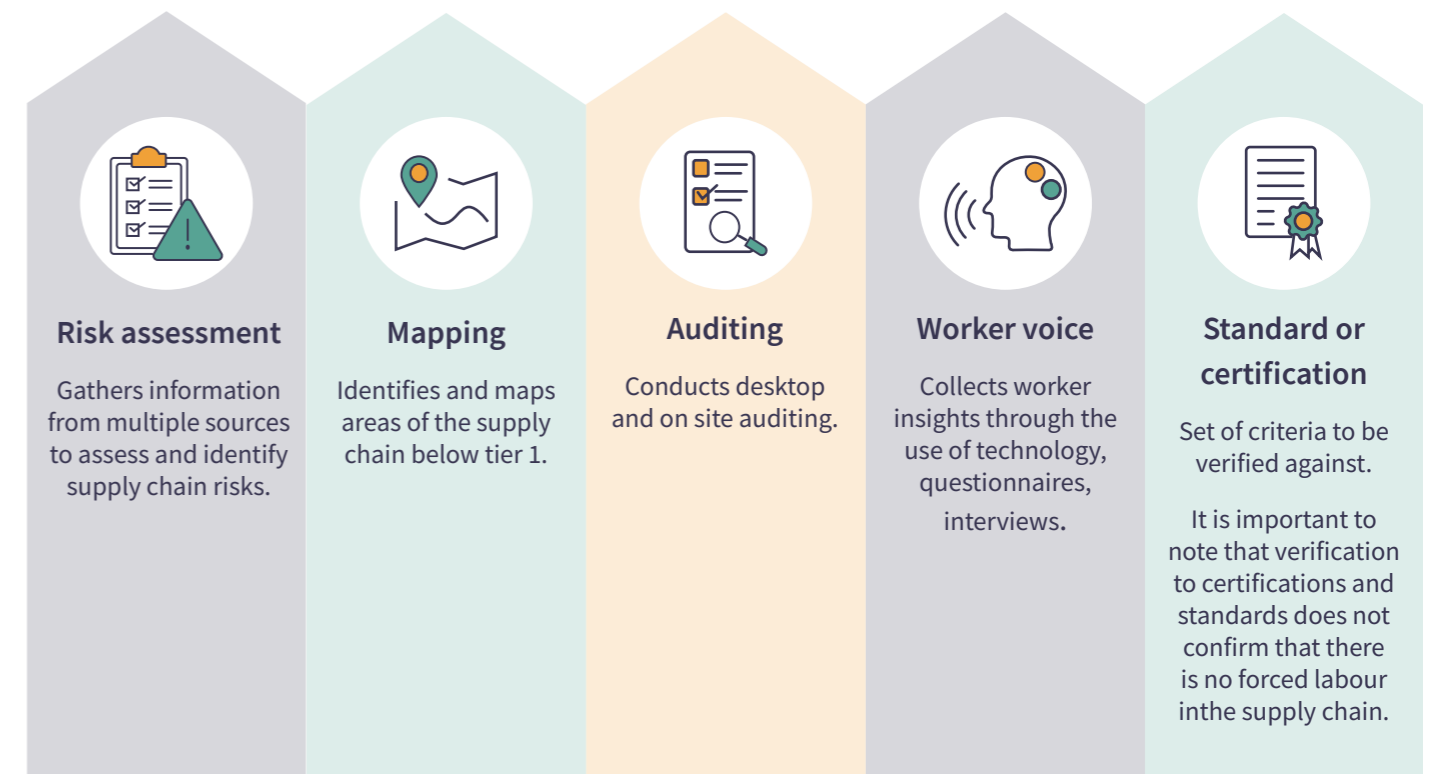 Risk assessment
Gathers information
from multiple sources
to assess and identify
supply chain risks.
Mapping
Identifies and maps
areas of the supply
chain below tier 1.
Auditing
Conducts desktop
and on site auditing.
Worker voice
Collects worker
insights through the
use of technology,
questionnaires,
interviews.
Standard or
certification
Set of criteria to be
verified against.
It is important to
note that verification
to certifications and
standards does not
confirm that there
is no forced labour
inthe supply chain.